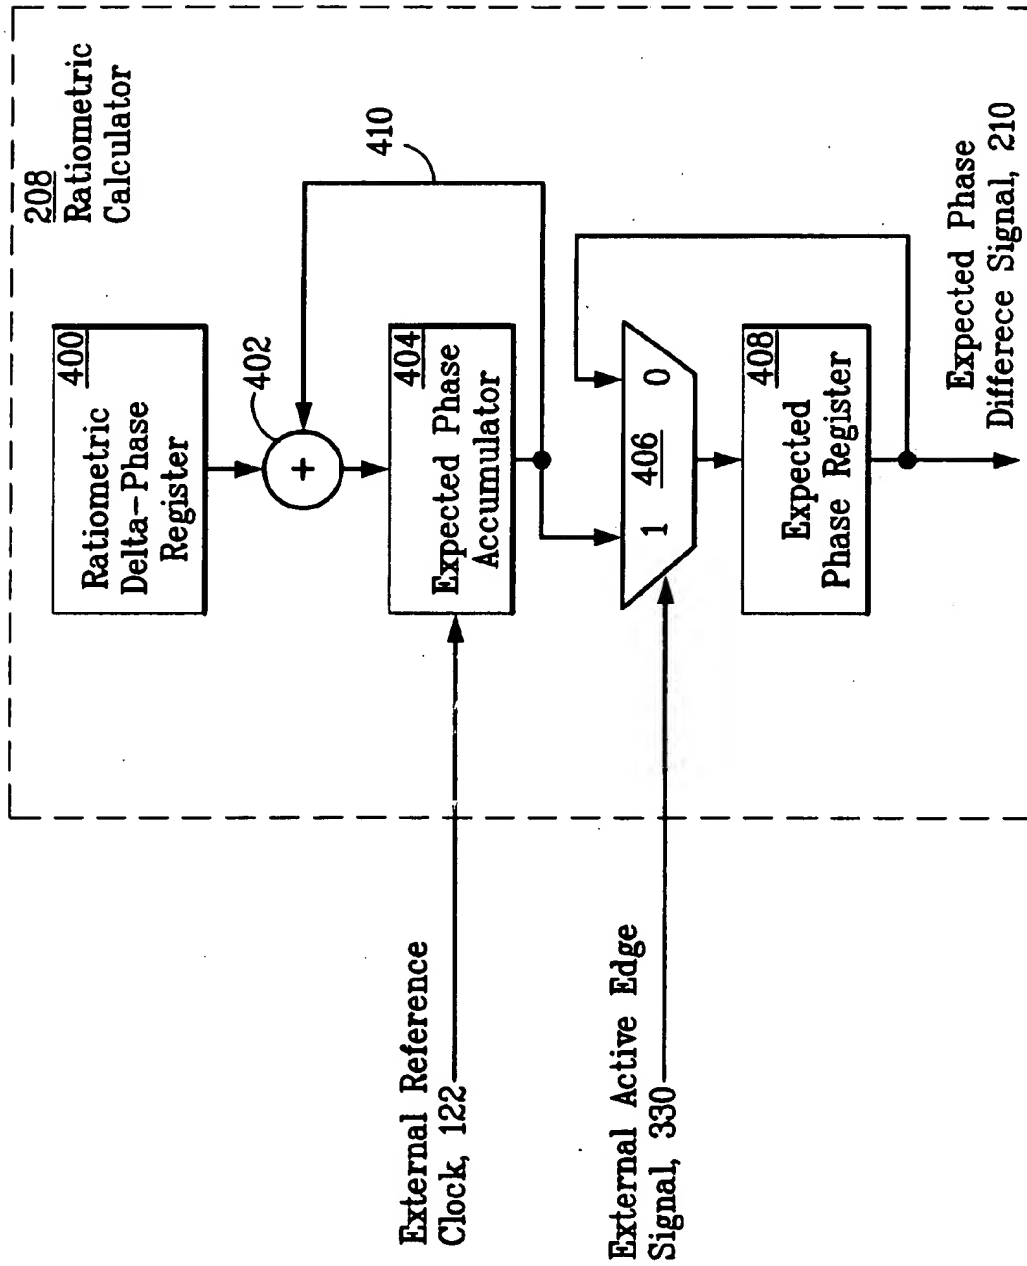 208
Ratiometric
Calculator
400
Ratiometric
Delta-Phase
Register
402
+
410
404
Expected Phase
Accumulator
External Reference
Clock, 122
1
406
0
External Active Edge
Signal, 330
408
Expected
Phase Register
Expected Phase
Differece Signal, 210